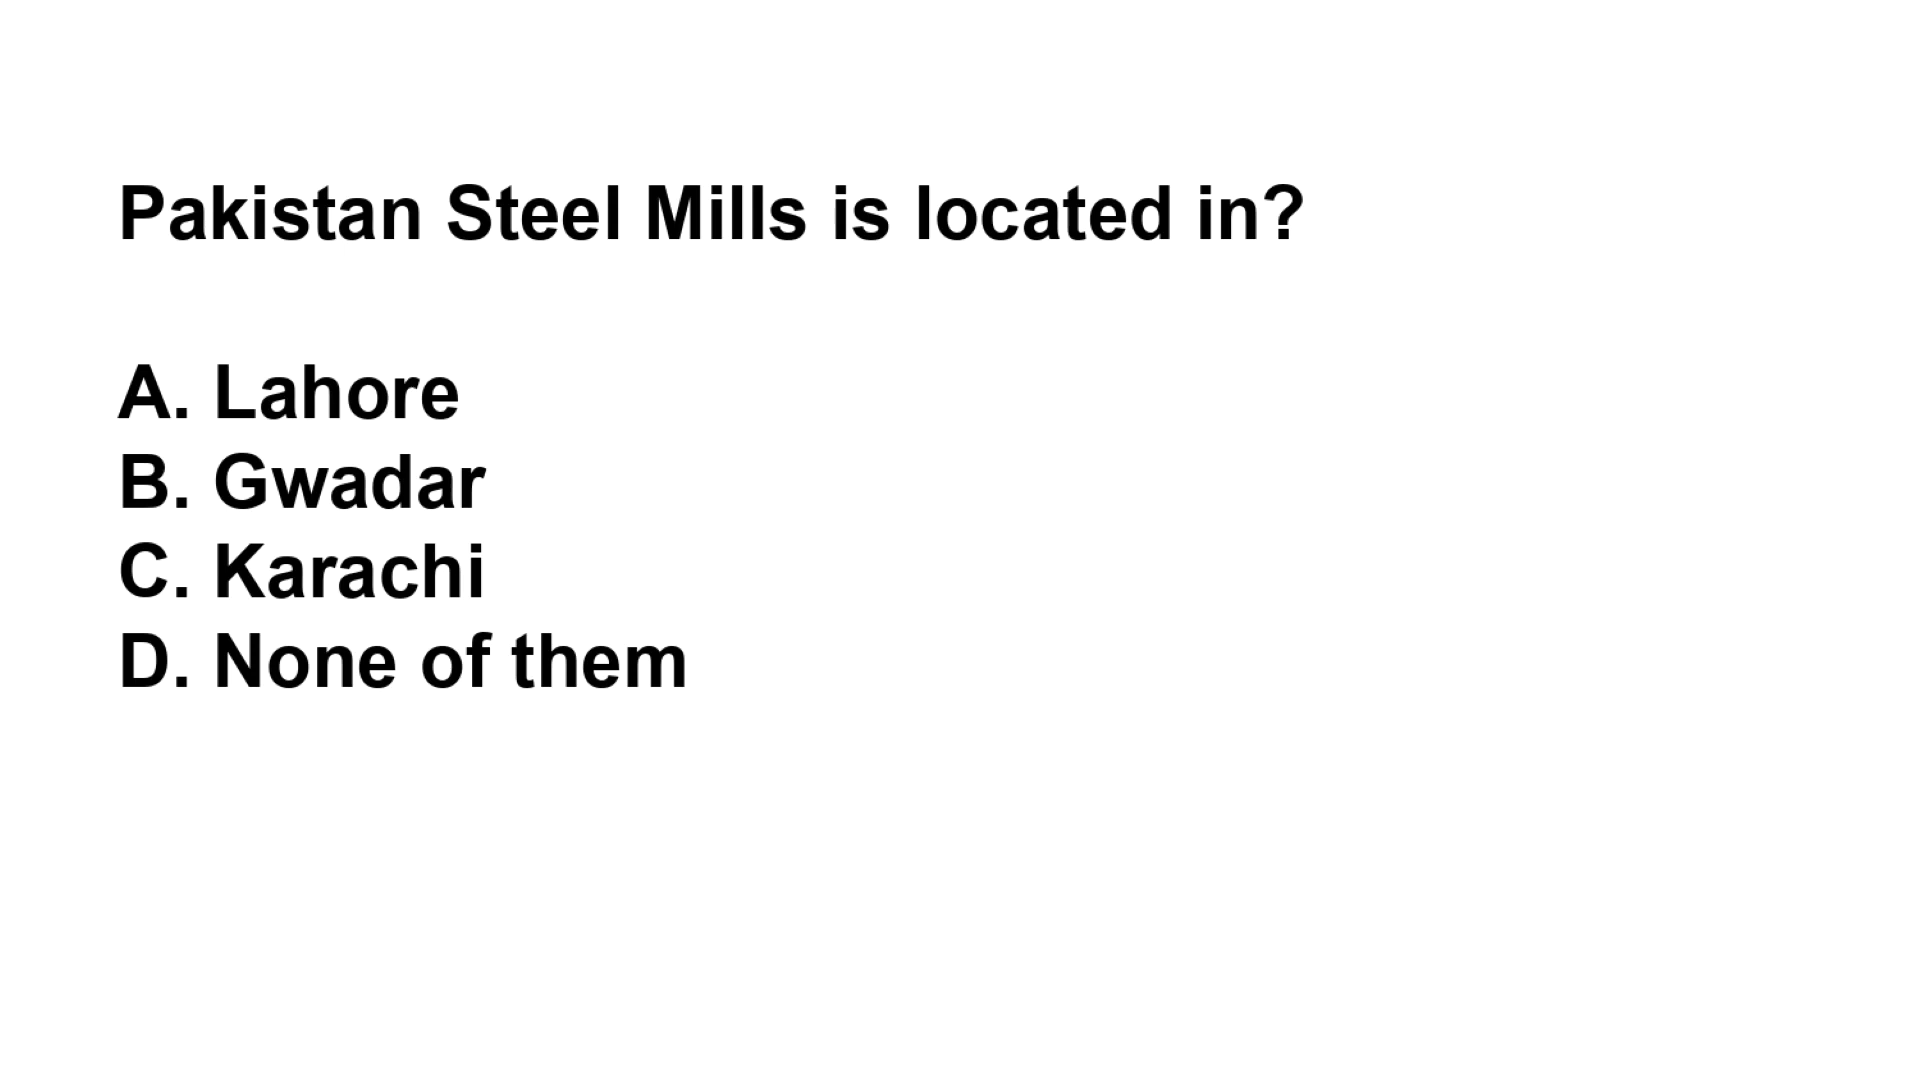 Pakistan Steel Mills is located in?
A. Lahore
B. Gwadar
C. Karachi
D. None of them